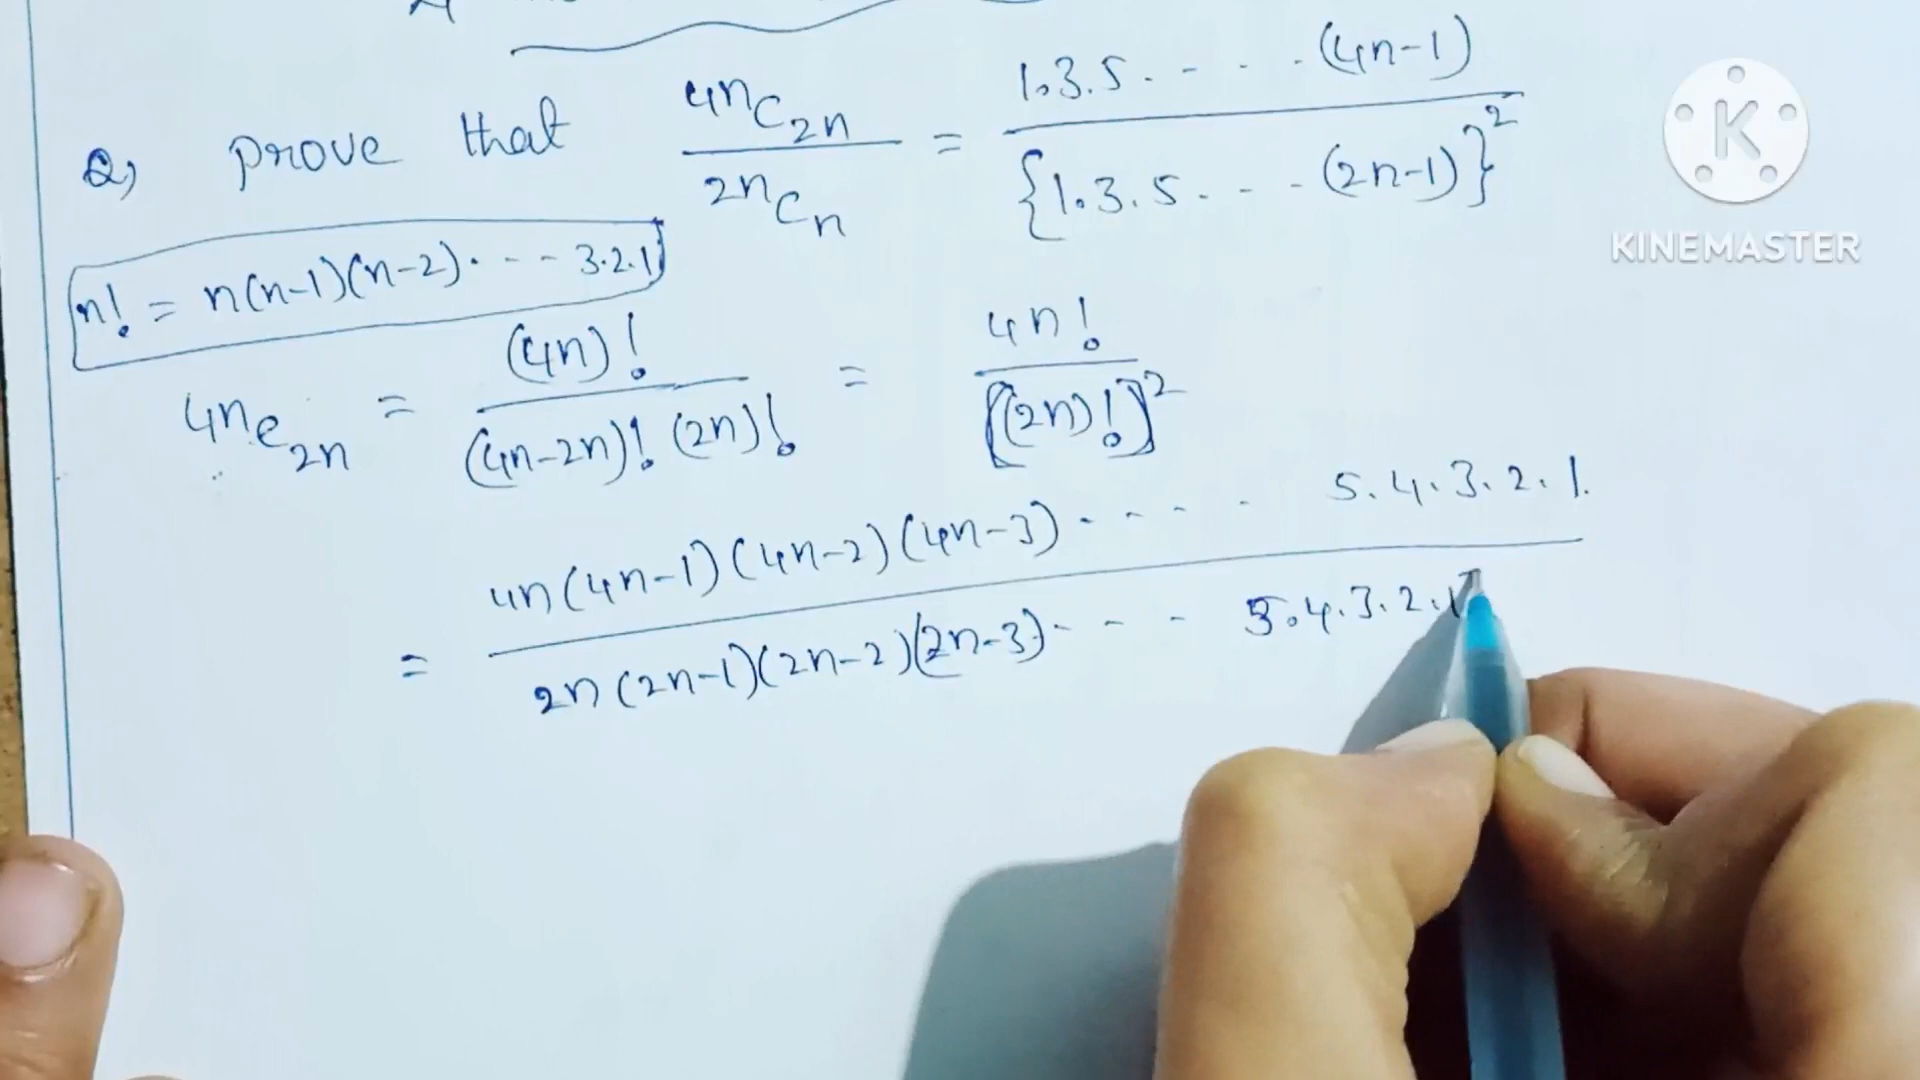 Q) prove that 4nC2n / 2nCn = 1.3.5.---.(4n-1) / {1.3.5.--.(2n-1)}²
n! = n(n-1)(n-2).--- 3.2.1
4nC2n = (4n)! / (4n-2n)! (2n)! = 4n! / [(2n)!]²
= 4n(4n-1)(4n-2)(4n-3).---- 5.4.3.2.1. / 2n(2n-1)(2n-2)(2n-3).--- 5.4.3.2.1
K
KINEMASTER